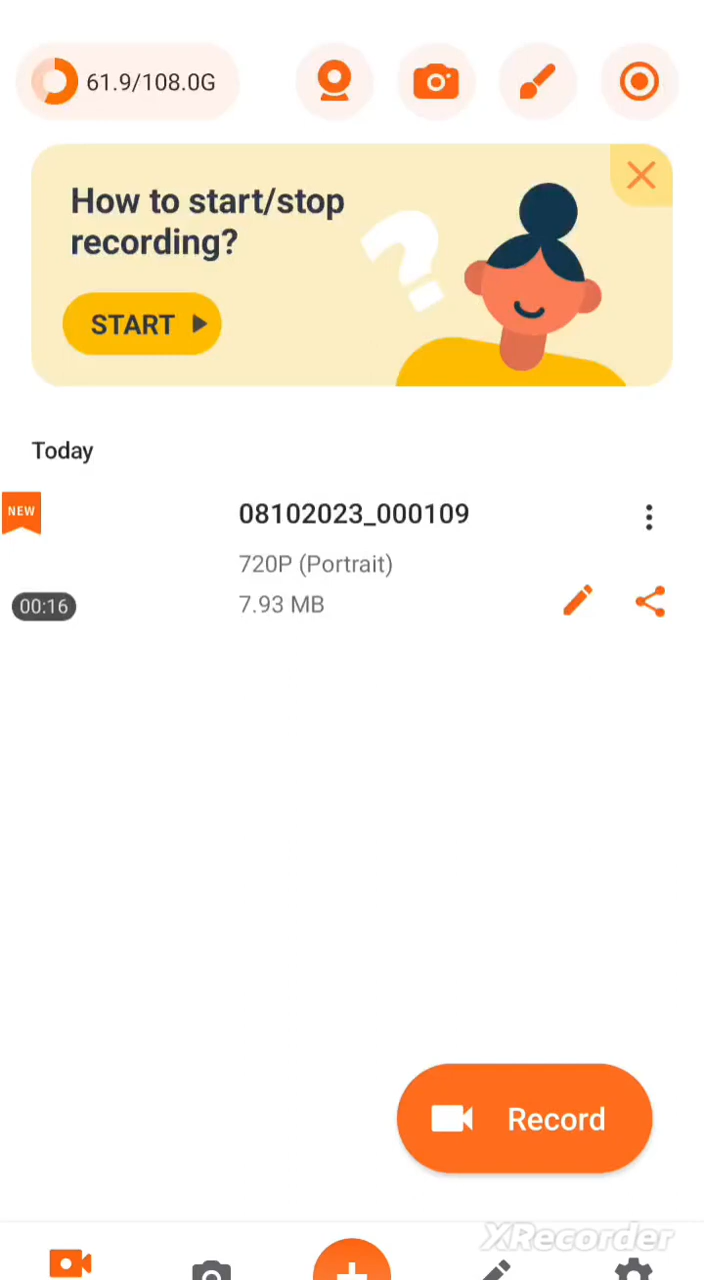 61.9/108.0G
How to start/stop
recording?
START
Today
NEW
08102023_000109
720P (Portrait)
00:16
7.93 MB
Record
XRecorder